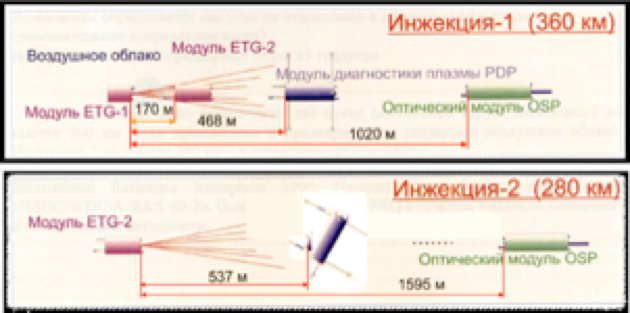 Инжекция-1 (360 км)
Воздушное облако
Модуль ETG-2
Модуль диагностики плазмы PDP
Модуль ETG-1
170 м
Оптический модуль OSP
468 м
1020 м
Инжекция-2 (280 км)
Модуль ETG-2
.......
Оптический модуль OSP
537 м
1595 м